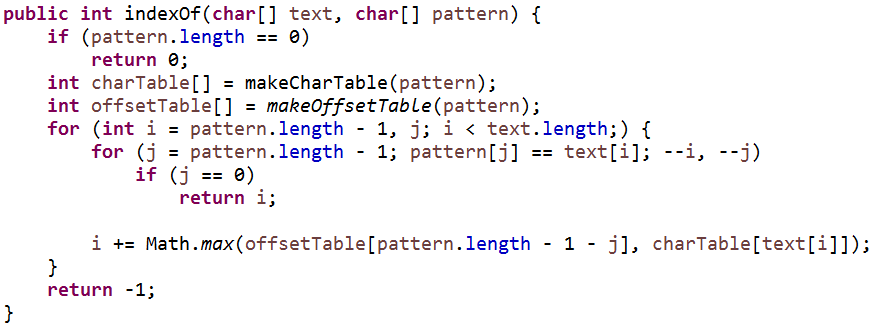 public int indexOf(char[] text, char[] pattern) {
    if (pattern.length == 0)
        return 0;
    int charTable[] = makeCharTable(pattern);
    int offsetTable[] = makeOffsetTable(pattern);
    for (int i = pattern.length - 1, j; i < text.length;) {
        for (j = pattern.length - 1; pattern[j] == text[i]; --i, --j)
            if (j == 0)
                return i;

        i += Math.max(offsetTable[pattern.length - 1 - j], charTable[text[i]]);
    }
    return -1;
}